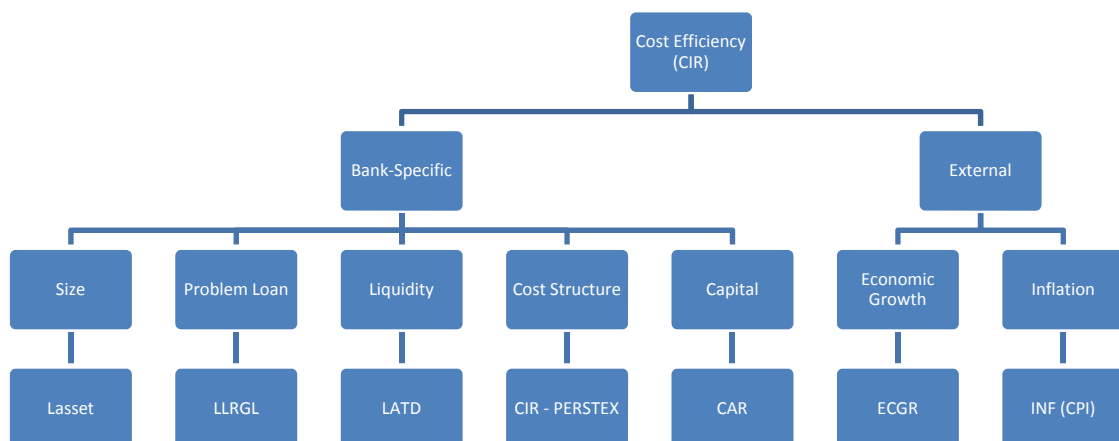 Cost Efficiency
(CIR)
Bank-Specific
External
Size
Problem Loan
Liquidity
Cost Structure
Capital
Economic
Growth
Inflation
Lasset
LLRGL
LATD
CIR - PERSTEX
CAR
ECGR
INF (CPI)